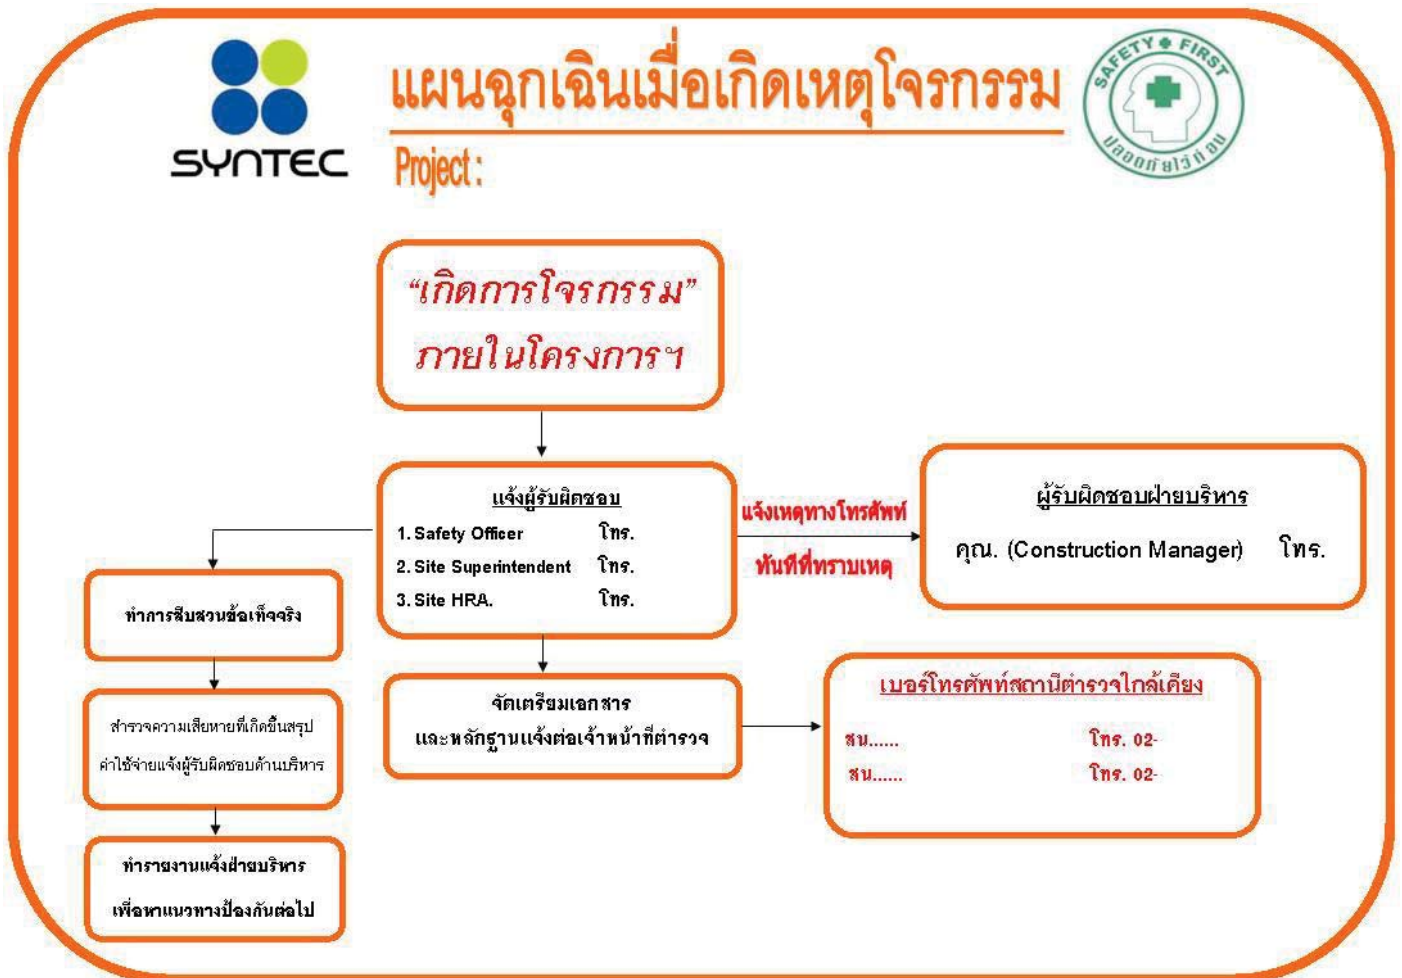 SYNTEC
แผนฉุกเฉินเมื่อเกิดเหตุโจรกรรม
Project :
SAFETY FIRST
ปลอดภัยไว้ก่อน
“เกิดการโจรกรรม”
ภายในโครงการฯ
แจ้งผู้รับผิดชอบ
1. Safety Officer โทร.
2. Site Superintendent โทร.
3. Site HRA. โทร.
แจ้งเหตุทางโทรศัพท์
ทันทีที่ทราบเหตุ
ผู้รับผิดชอบฝ่ายบริหาร
คุณ. (Construction Manager) โทร.
ทำการสืบสวนข้อเท็จจริง
สำรวจความเสียหายที่เกิดขึ้นสรุป
ค่าใช้จ่ายแจ้งผู้รับผิดชอบด้านบริหาร
ทำรายงานแจ้งฝ่ายบริหาร
เพื่อหาแนวทางป้องกันต่อไป
จัดเตรียมเอกสาร
และหลักฐานแจ้งต่อเจ้าหน้าที่ตำรวจ
เบอร์โทรศัพท์สถานีตำรวจใกล้เคียง
สน...... โทร. 02-
สน...... โทร. 02-